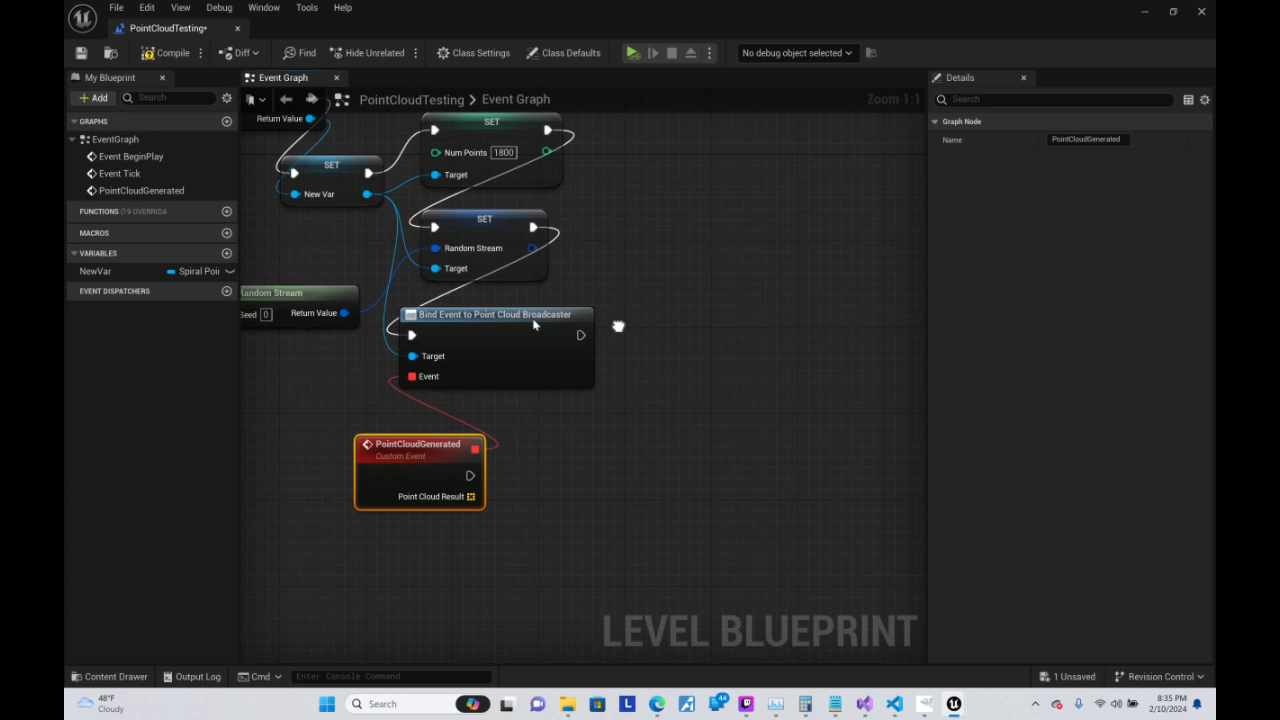 File Edit View Debug Window Tools Help
PointCloudTesting*
Compile Diff Find Hide Unrelated Class Settings Class Defaults No debug object selected
My Blueprint Event Graph Details
Add Search PointCloudTesting > Event Graph Zoom 1:1 Search
GRAPHS
EventGraph
Event BeginPlay
Event Tick
PointCloudGenerated
FUNCTIONS (19 OVERRIDA
MACROS
VARIABLES
NewVar Spiral Poi
EVENT DISPATCHERS
Return Value
SET
New Var
SET
Num Points 1800
Target
SET
Random Stream
Target
Random Stream
Seed 0 Return Value
Bind Event to Point Cloud Broadcaster
Target
Event
PointCloudGenerated
Custom Event
Point Cloud Result
LEVEL BLUEPRINT
Graph Node
Name PointCloudGenerated
Content Drawer Output Log Cmd Enter Console Command 1 Unsaved Revision Control
48°F
Cloudy
Search
44
8:35 PM
2/10/2024